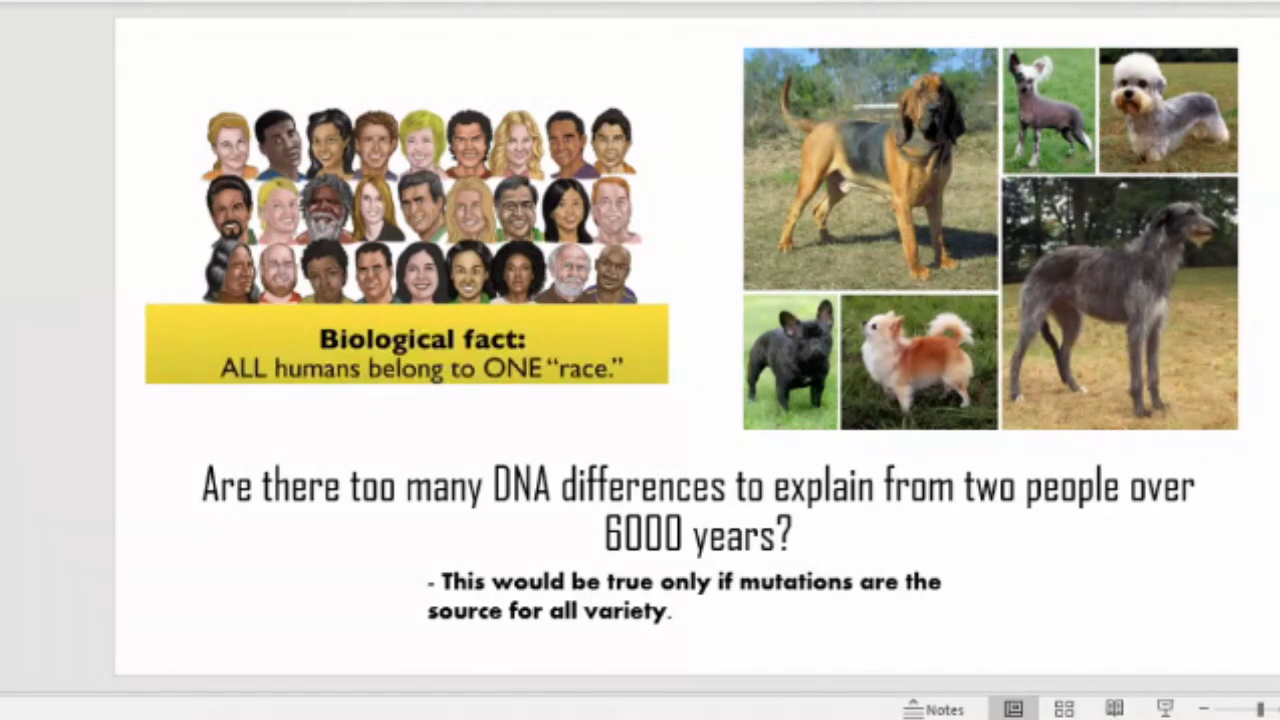 Biological fact:
ALL humans belong to ONE “race.”
Are there too many DNA differences to explain from two people over
6000 years?
- This would be true only if mutations are the
source for all variety.
Notes